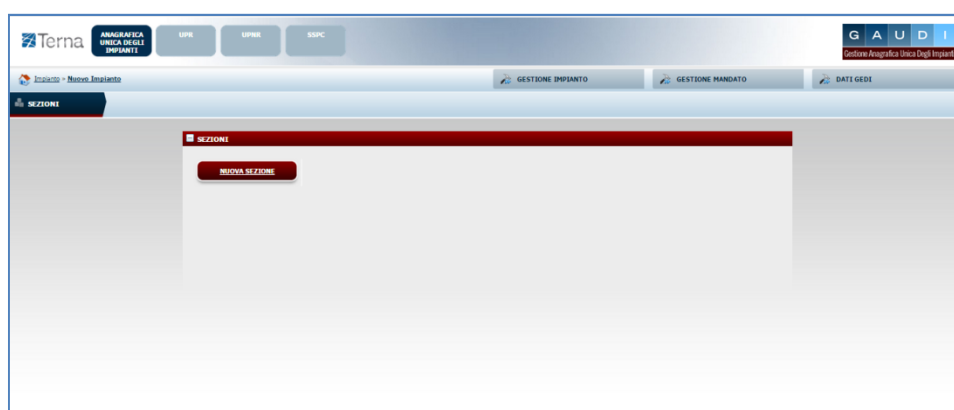 Terna
ANAGRAFICA
UNICA DEGLI
IMPIANTI
UPR
UPNR
SSPC
G A U D I
Gestione Anagrafica Unica Degli Impianti
Impianto > Nuovo Impianto
GESTIONE IMPIANTO
GESTIONE MANDATO
DATI GEDI
SEZIONI
SEZIONI
NUOVA SEZIONE